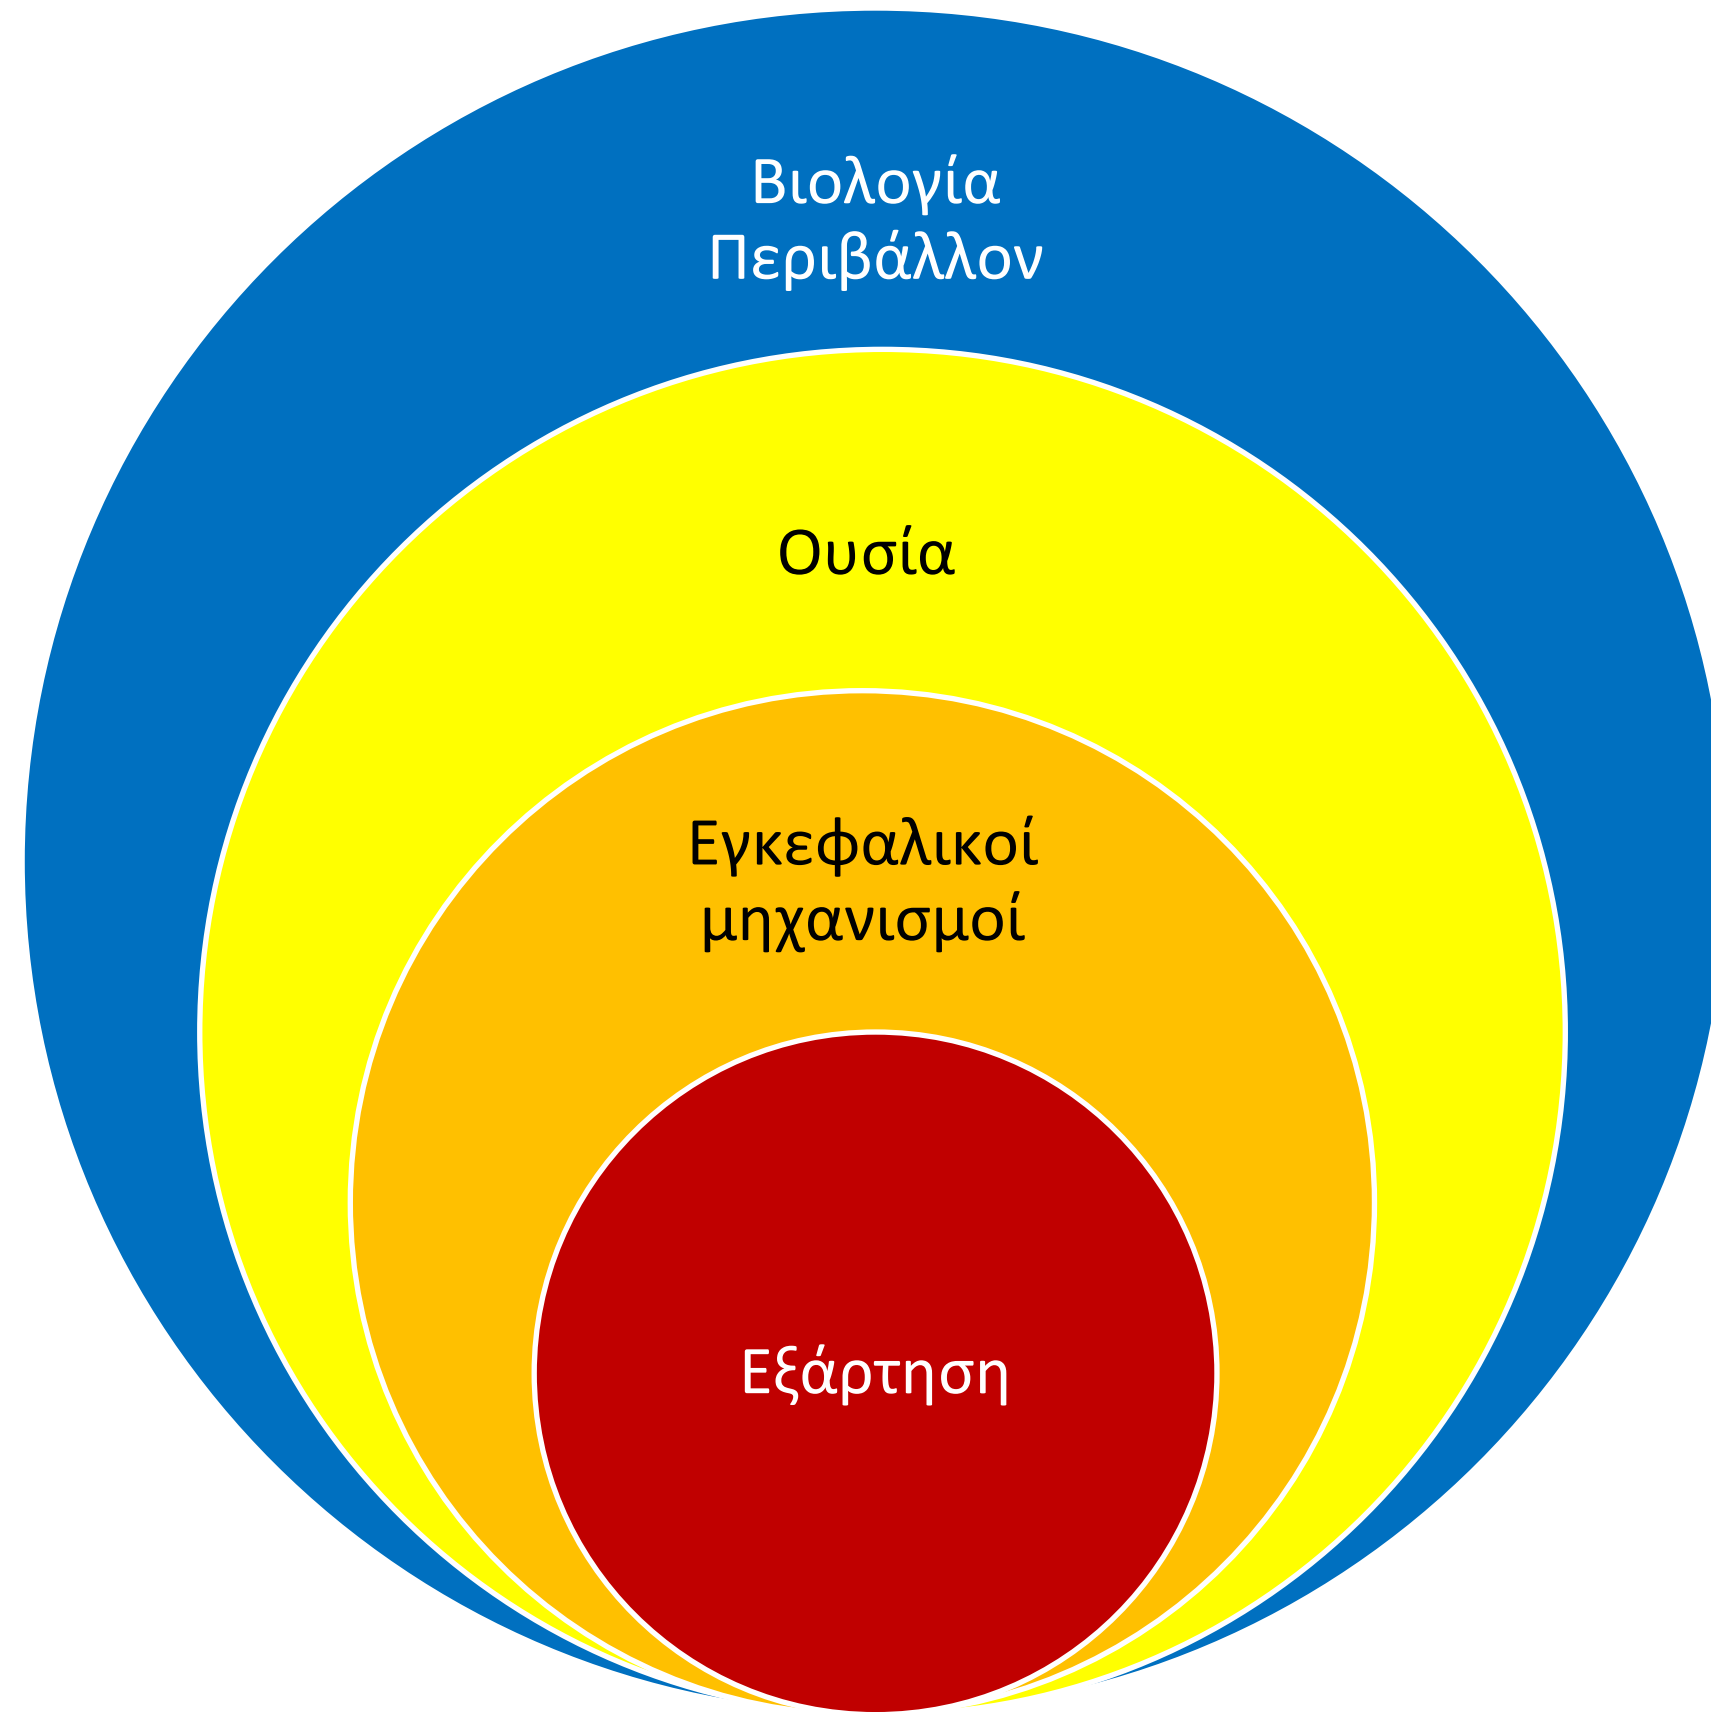 Βιολογία
Περιβάλλον
Ουσία
Εγκεφαλικοί
μηχανισμοί
Εξάρτηση